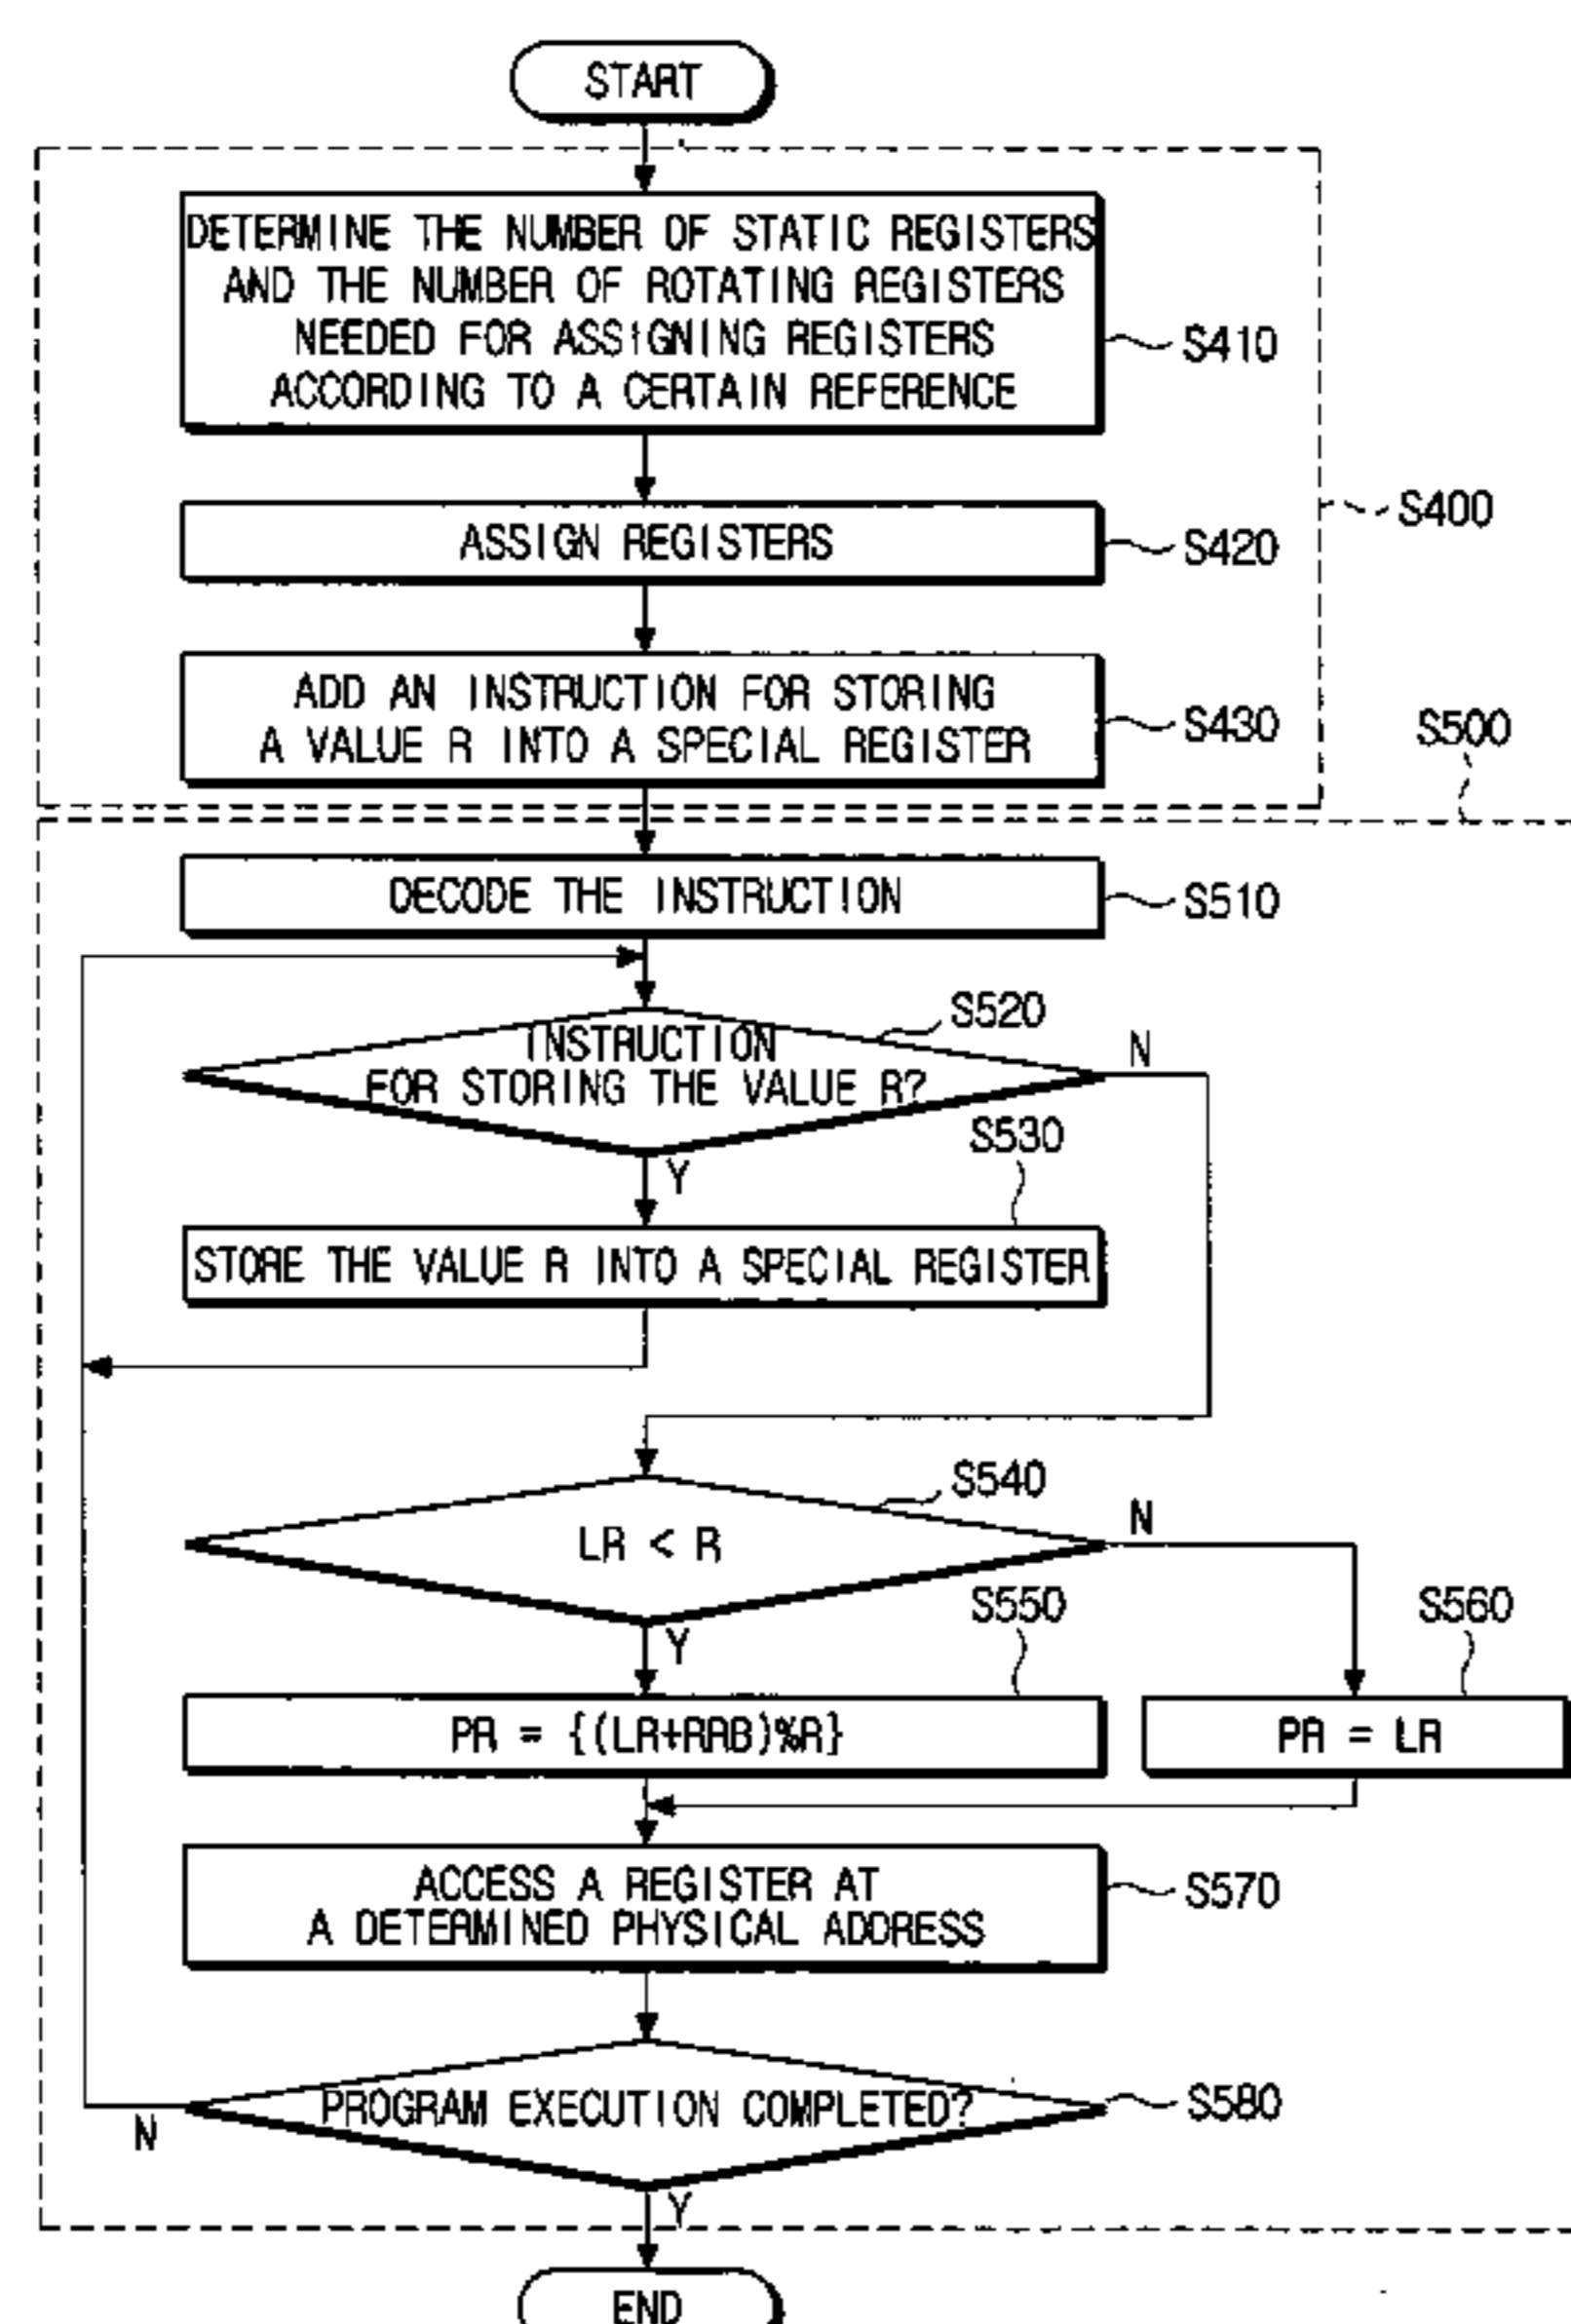 START
DETERMINE THE NUMBER OF STATIC REGISTERS
AND THE NUMBER OF ROTATING REGISTERS
NEEDED FOR ASSIGNING REGISTERS
ACCORDING TO A CERTAIN REFERENCE
S410
S400
ASSIGN REGISTERS
S420
ADD AN INSTRUCTION FOR STORING
A VALUE R INTO A SPECIAL REGISTER
S430
S500
DECODE THE INSTRUCTION
S510
S520
INSTRUCTION
FOR STORING THE VALUE R?
N
Y
S530
STORE THE VALUE R INTO A SPECIAL REGISTER
S540
LR < R
N
Y
S550
S560
PR = {(LR+RRB)%R}
PR = LR
ACCESS A REGISTER AT
A DETERMINED PHYSICAL ADDRESS
S570
PROGRAM EXECUTION COMPLETED?
S580
N
Y
END